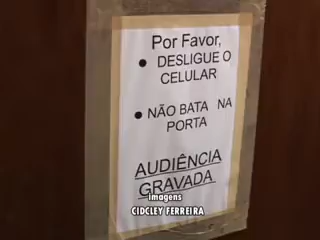 Por Favor,
● DESLIGUE O
CELULAR
● NÃO BATA NA
PORTA
AUDIÊNCIA
GRAVADA
imagens
CIDCLEY FERREIRA